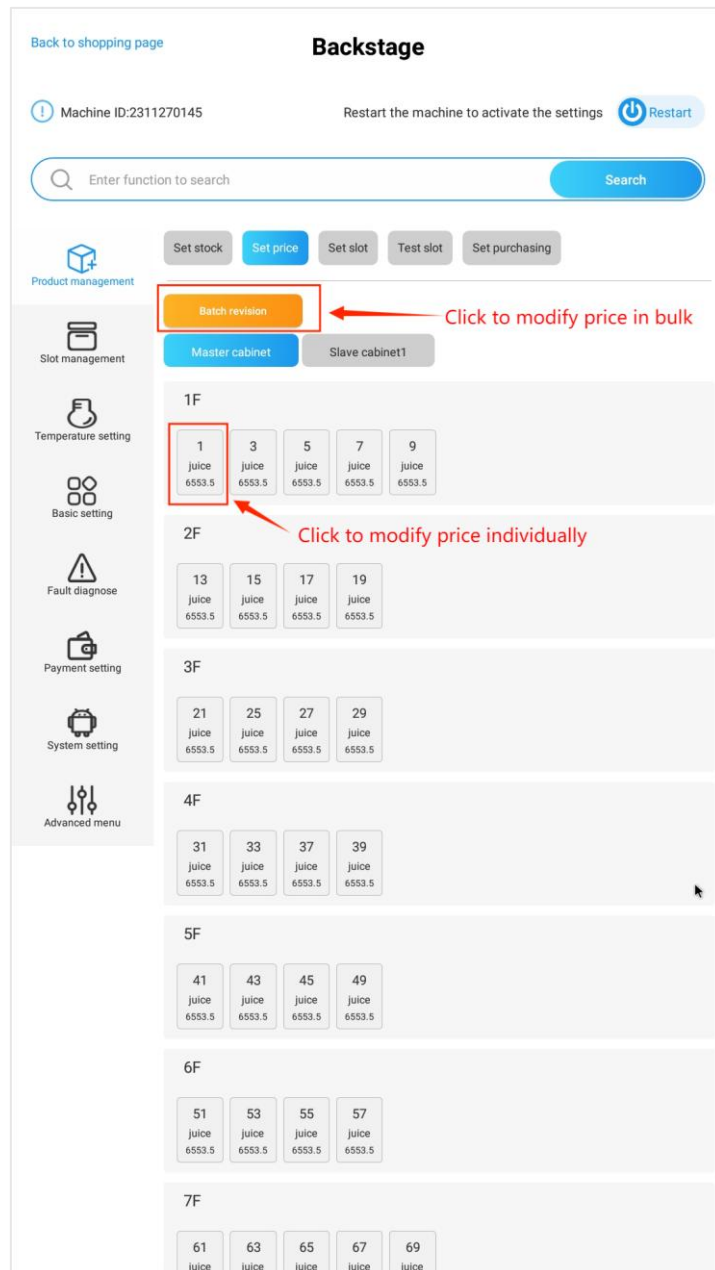 Back to shopping page
Backstage
Machine ID:2311270145
Restart the machine to activate the settings
Restart
Enter function to search
Search
Product management
Slot management
Temperature setting
Basic setting
Fault diagnose
Payment setting
System setting
Advanced menu
Set stock Set price Set slot Test slot Set purchasing
Batch revision
Click to modify price in bulk
Master cabinet Slave cabinet1
1F
1 3 5 7 9
juice juice juice juice juice
6553.5 6553.5 6553.5 6553.5 6553.5
Click to modify price individually
2F
13 15 17 19
juice juice juice juice
6553.5 6553.5 6553.5 6553.5
3F
21 25 27 29
juice juice juice juice
6553.5 6553.5 6553.5 6553.5
4F
31 33 37 39
juice juice juice juice
6553.5 6553.5 6553.5 6553.5
5F
41 43 45 49
juice juice juice juice
6553.5 6553.5 6553.5 6553.5
6F
51 53 55 57
juice juice juice juice
6553.5 6553.5 6553.5 6553.5
7F
61 63 65 67 69
juice juice juice juice juice